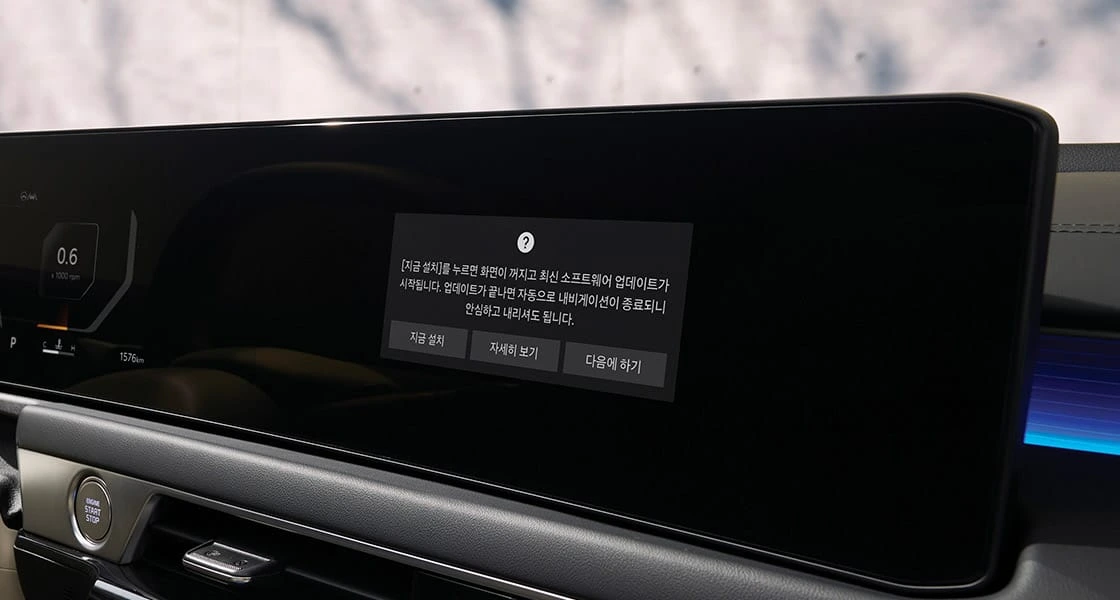 0.6
x 1000 rpm
P
C H
1576km
?
[지금 설치]를 누르면 화면이 꺼지고 최신 소프트웨어 업데이트가
시작됩니다. 업데이트가 끝나면 자동으로 내비게이션이 종료되니
안심하고 내리셔도 됩니다.
지금 설치
자세히 보기
다음에 하기
ENGINE
START
STOP